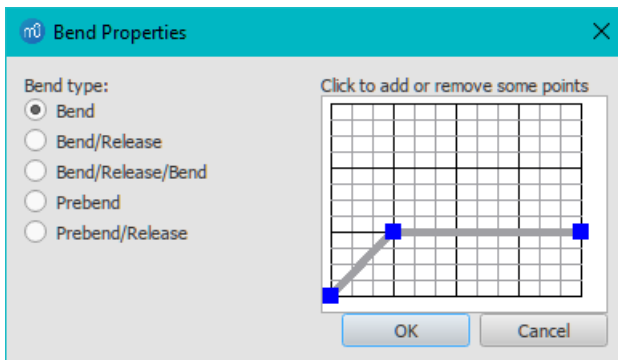 Bend Properties
Bend type:
Bend
Bend/Release
Bend/Release/Bend
Prebend
Prebend/Release
Click to add or remove some points
OK
Cancel